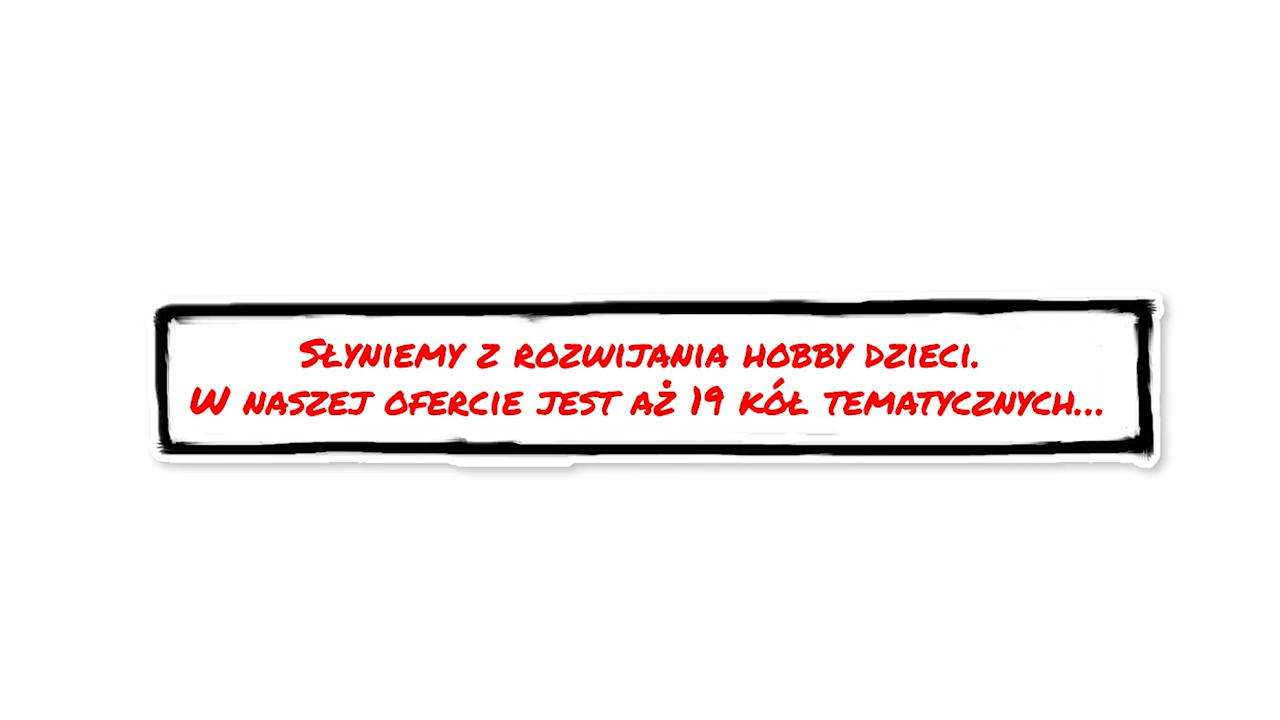 Słyniemy z rozwijania hobby dzieci.
W naszej ofercie jest aż 19 kół tematycznych...